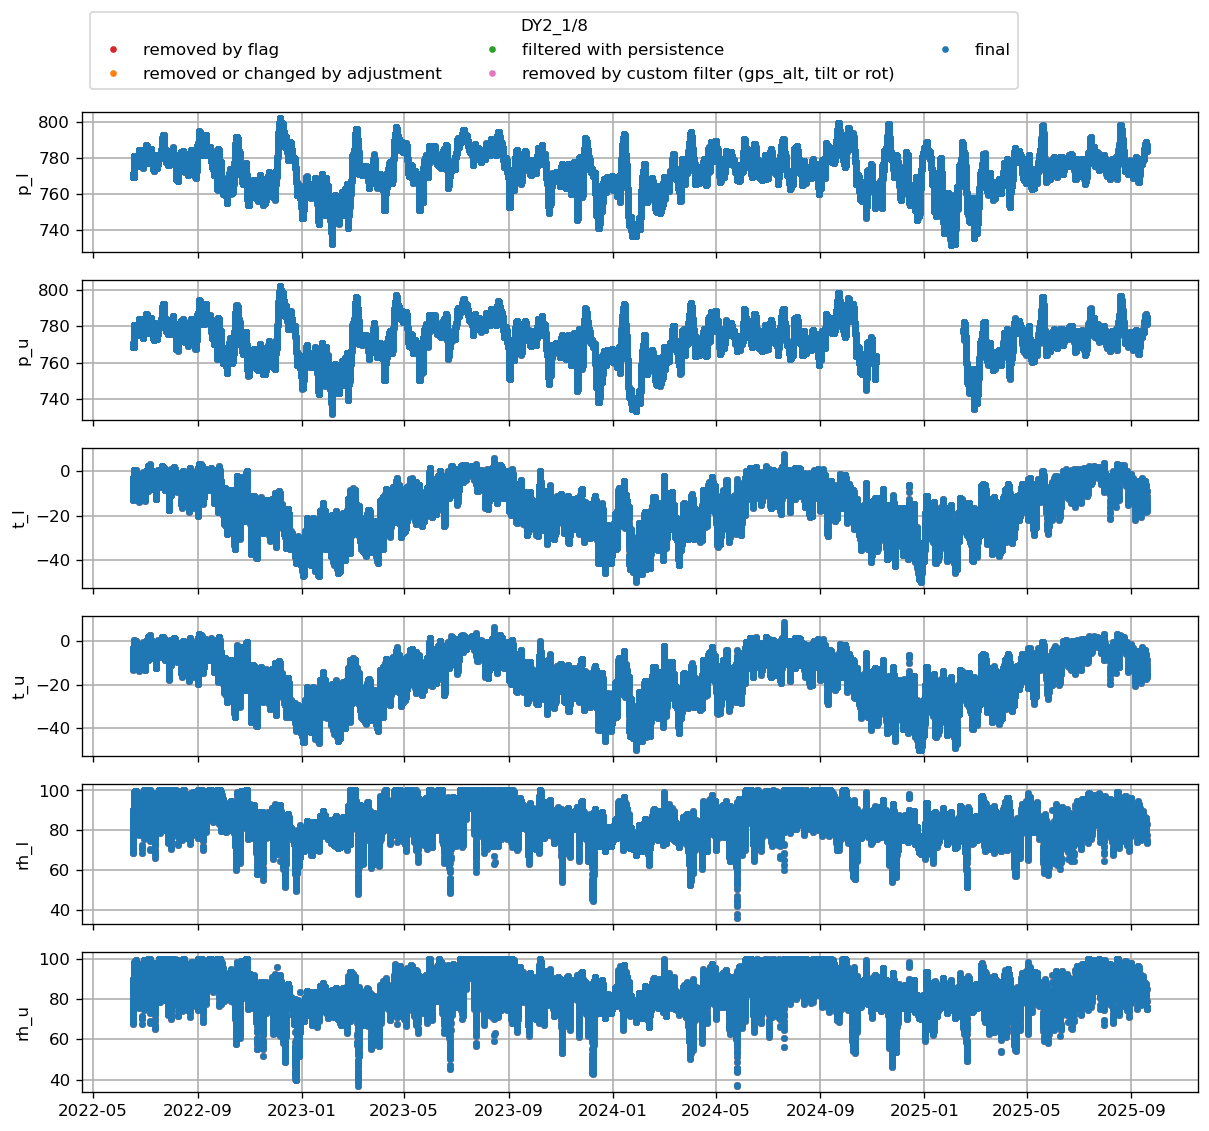 DY2_1/8
removed by flag
filtered with persistence
final
removed or changed by adjustment
removed by custom filter (gps_alt, tilt or rot)
800
780
760
740
p_l
800
780
760
740
p_u
0
−20
−40
t_l
0
−20
−40
t_u
100
80
60
40
rh_l
100
80
60
40
rh_u
2022-05 2022-09 2023-01 2023-05 2023-09 2024-01 2024-05 2024-09 2025-01 2025-05 2025-09